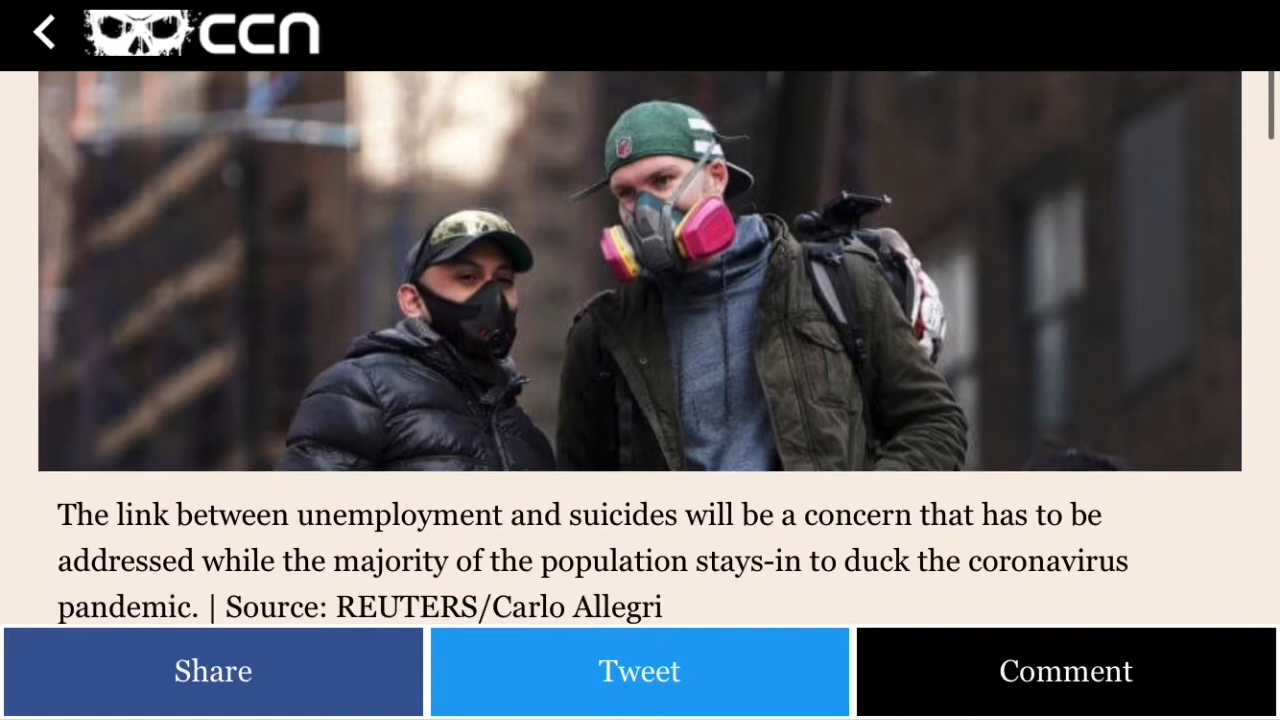 ccn
The link between unemployment and suicides will be a concern that has to be
addressed while the majority of the population stays-in to duck the coronavirus
pandemic. | Source: REUTERS/Carlo Allegri
Share
Tweet
Comment